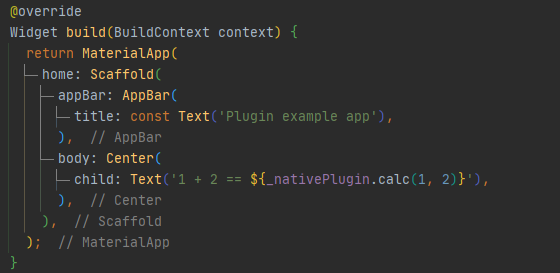 @override
Widget build(BuildContext context) {
return MaterialApp(
home: Scaffold(
appBar: AppBar(
title: const Text('Plugin example app'),
), // AppBar
body: Center(
child: Text('1 + 2 == ${_nativePlugin.calc(1, 2)}'),
), // Center
), // Scaffold
); // MaterialApp
}